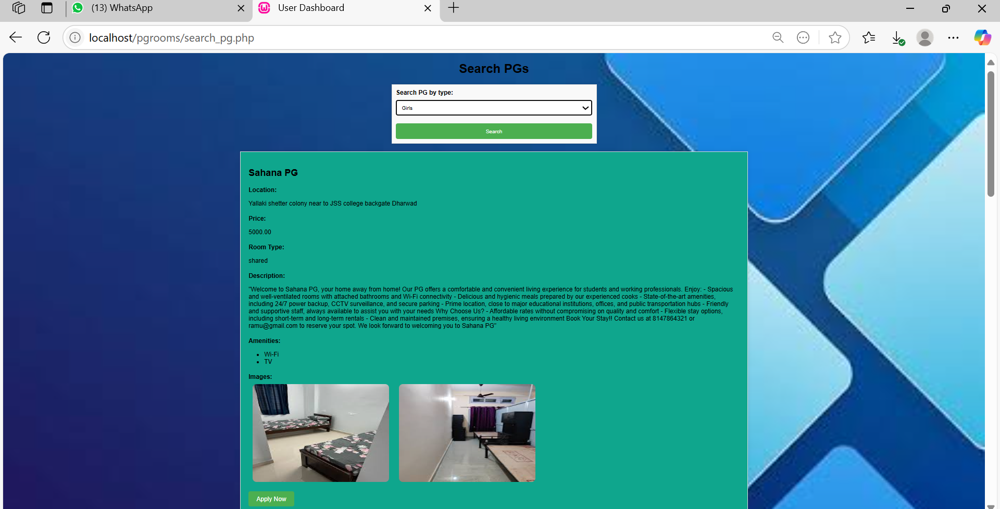 (13) WhatsApp
User Dashboard
localhost/pgrooms/search_pg.php
Search PGs
Search PG by type:
Girls
Search
Sahana PG
Location:
Yallaki shetter colony near to JSS college backgate Dharwad
Price:
5000.00
Room Type:
shared
Description:
"Welcome to Sahana PG, your home away from home! Our PG offers a comfortable and convenient living experience for students and working professionals. Enjoy: - Spacious
and well-ventilated rooms with attached bathrooms and Wi-Fi connectivity - Delicious and hygienic meals prepared by our experienced cooks - State-of-the-art amenities,
including 24/7 power backup, CCTV surveillance, and secure parking - Prime location, close to major educational institutions, offices, and public transportation hubs - Friendly
and supportive staff, always available to assist you with your needs Why Choose Us? - Affordable rates without compromising on quality and comfort - Flexible stay options,
including short-term and long-term rentals - Clean and maintained premises, ensuring a healthy living environment Book Your Stay!! Contact us at 8147864321 or
ramu@gmail.com to reserve your spot. We look forward to welcoming you to Sahana PG"
Amenities:
Wi-Fi
TV
Images:
Apply Now